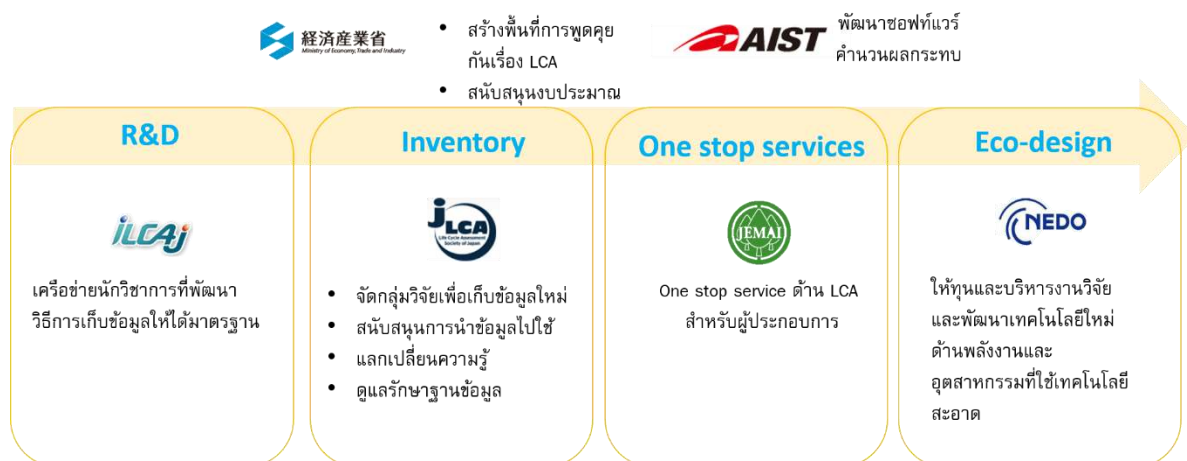 経済産業省
Ministry of Economy, Trade and Industry
• สร้างพื้นที่การพูดคุย
กันเรื่อง LCA
• สนับสนุนงบประมาณ
AIST
พัฒนาซอฟท์แวร์
คำนวนผลกระทบ
R&D
iLCAj
เครือข่ายนักวิชาการที่พัฒนา
วิธีการเก็บข้อมูลให้ได้มาตรฐาน
Inventory
JLCA
Life Cycle Assessment
Society of Japan
• จัดกลุ่มวิจัยเพื่อเก็บข้อมูลใหม่
• สนับสนุนการนำข้อมูลไปใช้
• แลกเปลี่ยนความรู้
• ดูแลรักษาฐานข้อมูล
One stop services
JEMAI
One stop service ด้าน LCA
สำหรับผู้ประกอบการ
Eco-design
NEDO
ให้ทุนและบริหารงานวิจัย
และพัฒนาเทคโนโลยีใหม่
ด้านพลังงานและ
อุตสาหกรรมที่ใช้เทคโนโลยี
สะอาด